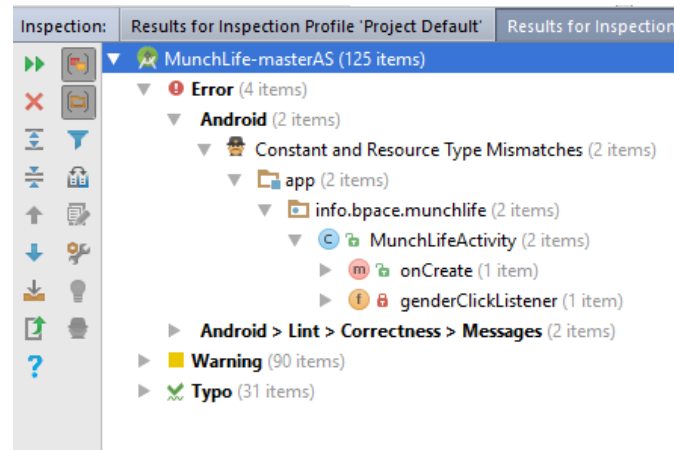 Inspection: Results for Inspection Profile 'Project Default' Results for Inspection
MunchLife-masterAS (125 items)
Error (4 items)
Android (2 items)
Constant and Resource Type Mismatches (2 items)
app (2 items)
info.bpace.munchlife (2 items)
C MunchLifeActivity (2 items)
m onCreate (1 item)
f genderClickListener (1 item)
Android > Lint > Correctness > Messages (2 items)
Warning (90 items)
Typo (31 items)
?